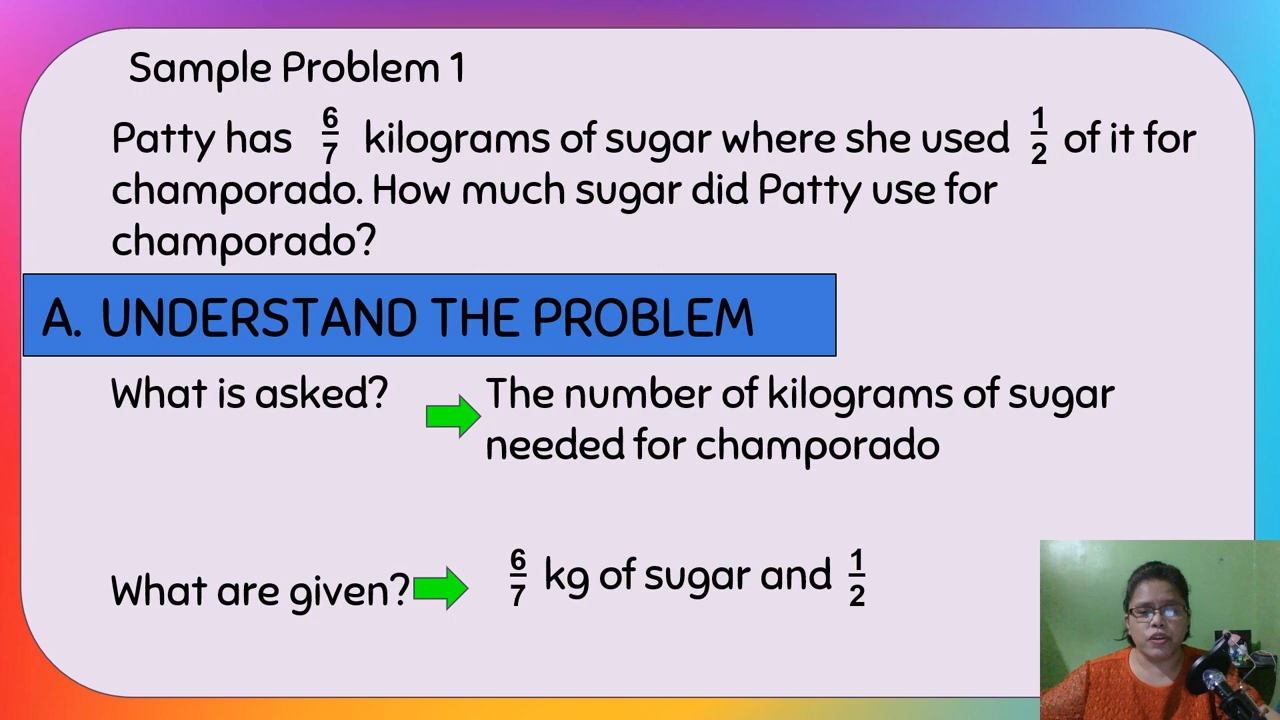 Sample Problem 1
Patty has 6/7 kilograms of sugar where she used 1/2 of it for
champorado. How much sugar did Patty use for
champorado?
A. UNDERSTAND THE PROBLEM
What is asked?
The number of kilograms of sugar
needed for champorado
What are given?
6/7 kg of sugar and 1/2